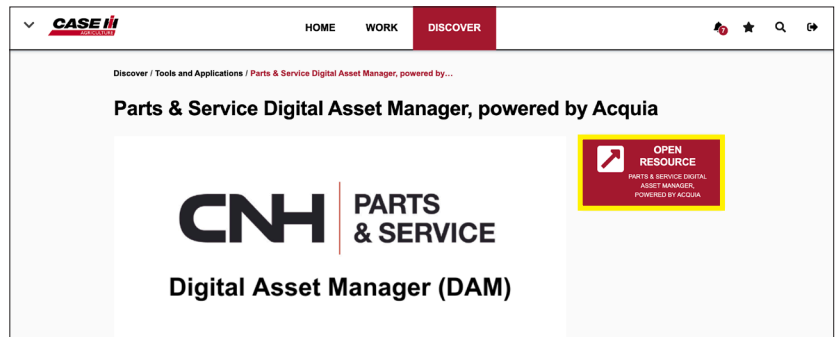 CASE IH
AGRICULTURE
HOME WORK DISCOVER
7
Discover / Tools and Applications / Parts & Service Digital Asset Manager, powered by…
Parts & Service Digital Asset Manager, powered by Acquia
OPEN
RESOURCE
PARTS & SERVICE DIGITAL
ASSET MANAGER,
POWERED BY ACQUIA
CNH PARTS
& SERVICE
Digital Asset Manager (DAM)